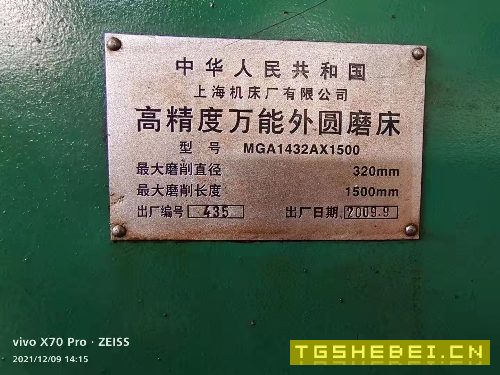 中华人民共和国
上海机床厂有限公司
高精度万能外圆磨床
型 号 MGA1432AX1500
最大磨削直径 320mm
最大磨削长度 1500mm
出厂编号 435 出厂日期 2009.9
vivo X70 Pro · ZEISS
2021/12/09 14:15
TGSHEBEI.CN